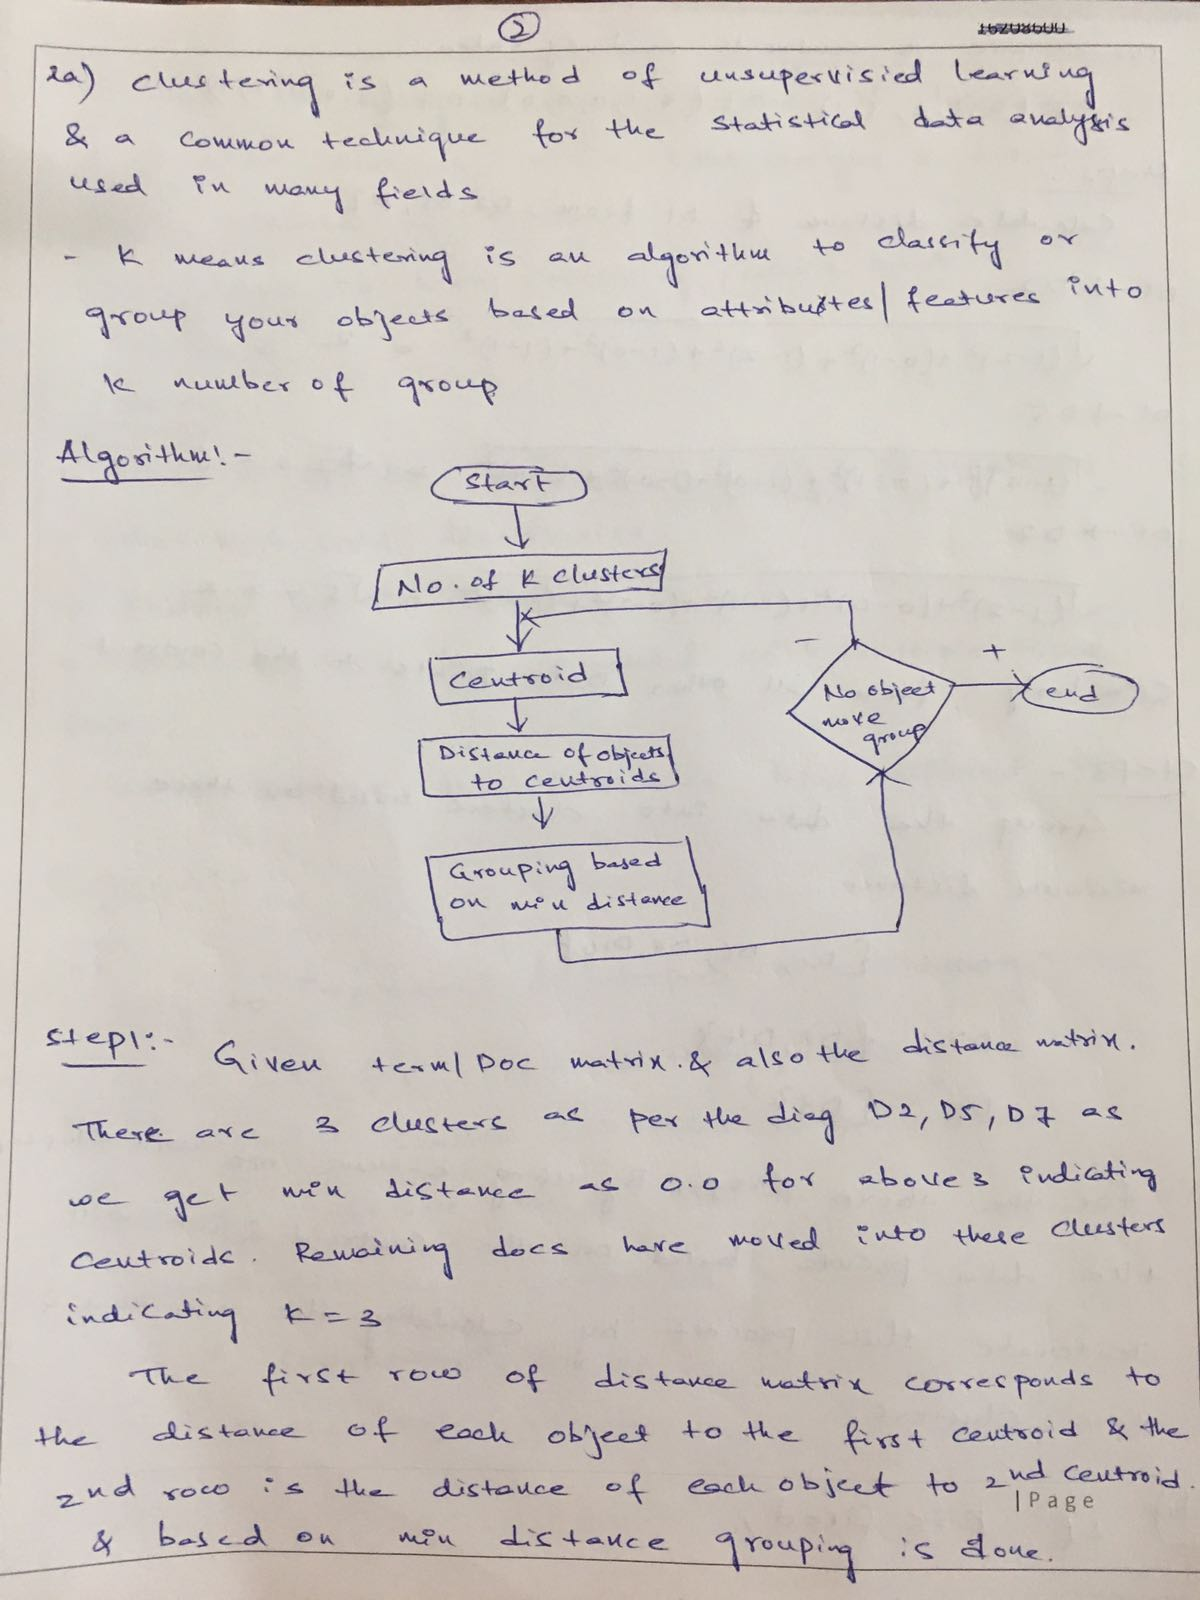 2
2a) Clustering is a method of unsupervisied learning
& a common technique for the statistical data analysis
used in many fields
- K means clustering is an algorithm to classify or
group your objects based on attributes/features into
K number of group
Algorithm:-
Start
No. of K clusters
Centroid
Distance of objects
to centroids
Grouping based
on min distance
-
No object
move
group
+
end
Step1:- Given term/Doc matrix. & also the distance matrix.
There are 3 clusters as per the diag D2, D5, D7 as
we get min distance as 0.0 for above 3 indicating
Centroids. Remaining docs have moved into these clusters
indicating K = 3
The first row of distance matrix corresponds to
the distance of each object to the first centroid & the
2nd row is the distance of each object to 2nd centroid.
| Page
& based on min distance grouping is done.